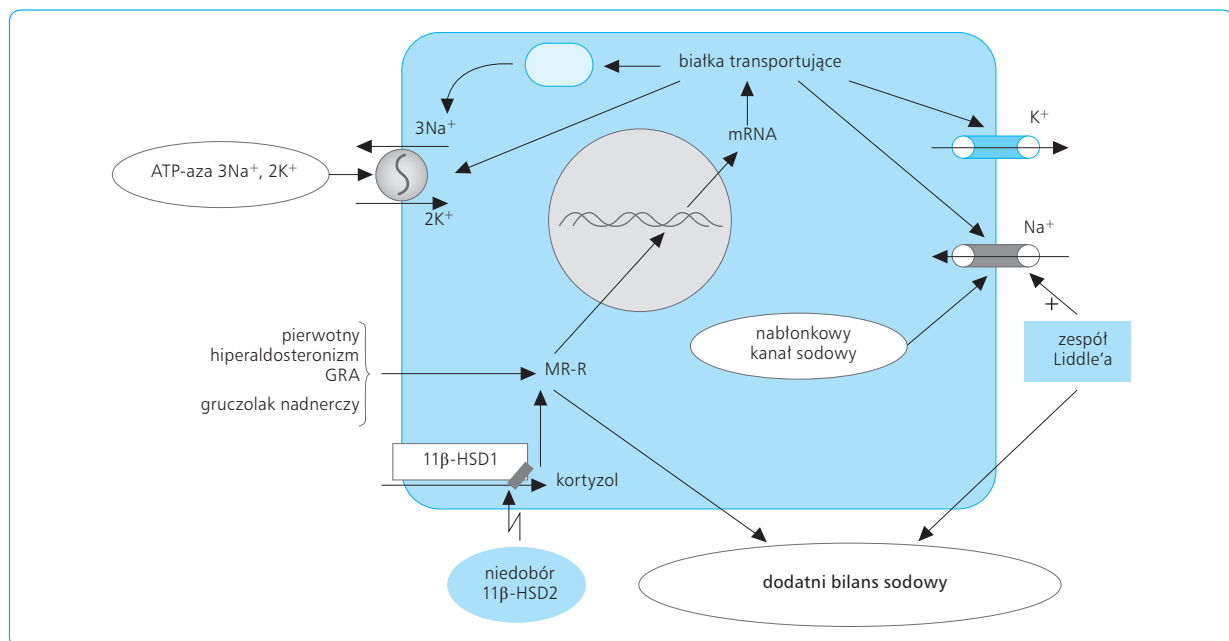 białka transportujące
K⁺
3Na⁺
mRNA
ATP-aza 3Na⁺, 2K⁺
2K⁺
Na⁺
+
pierwotny
hiperaldosteronizm
GRA
gruczolak nadnerczy
MR-R
nabłonkowy
kanał sodowy
zespół
Liddle’a
11β-HSD1
kortyzol
niedobór
11β-HSD2
dodatni bilans sodowy